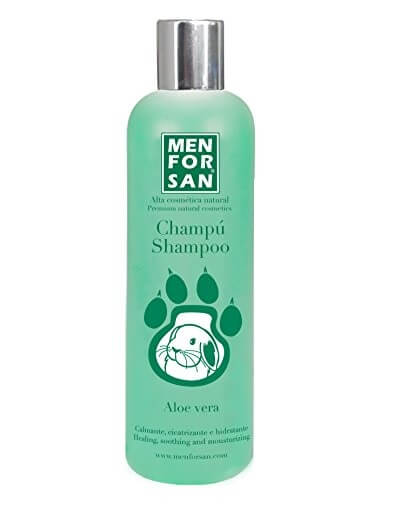 MEN
FOR
SAN®
Alta cosmética natural
Premium natural cosmetics
Champú
Shampoo
Aloe vera
Calmante, cicatrizante e hidratante
Healing, soothing and mousturizing
www.menforsan.com